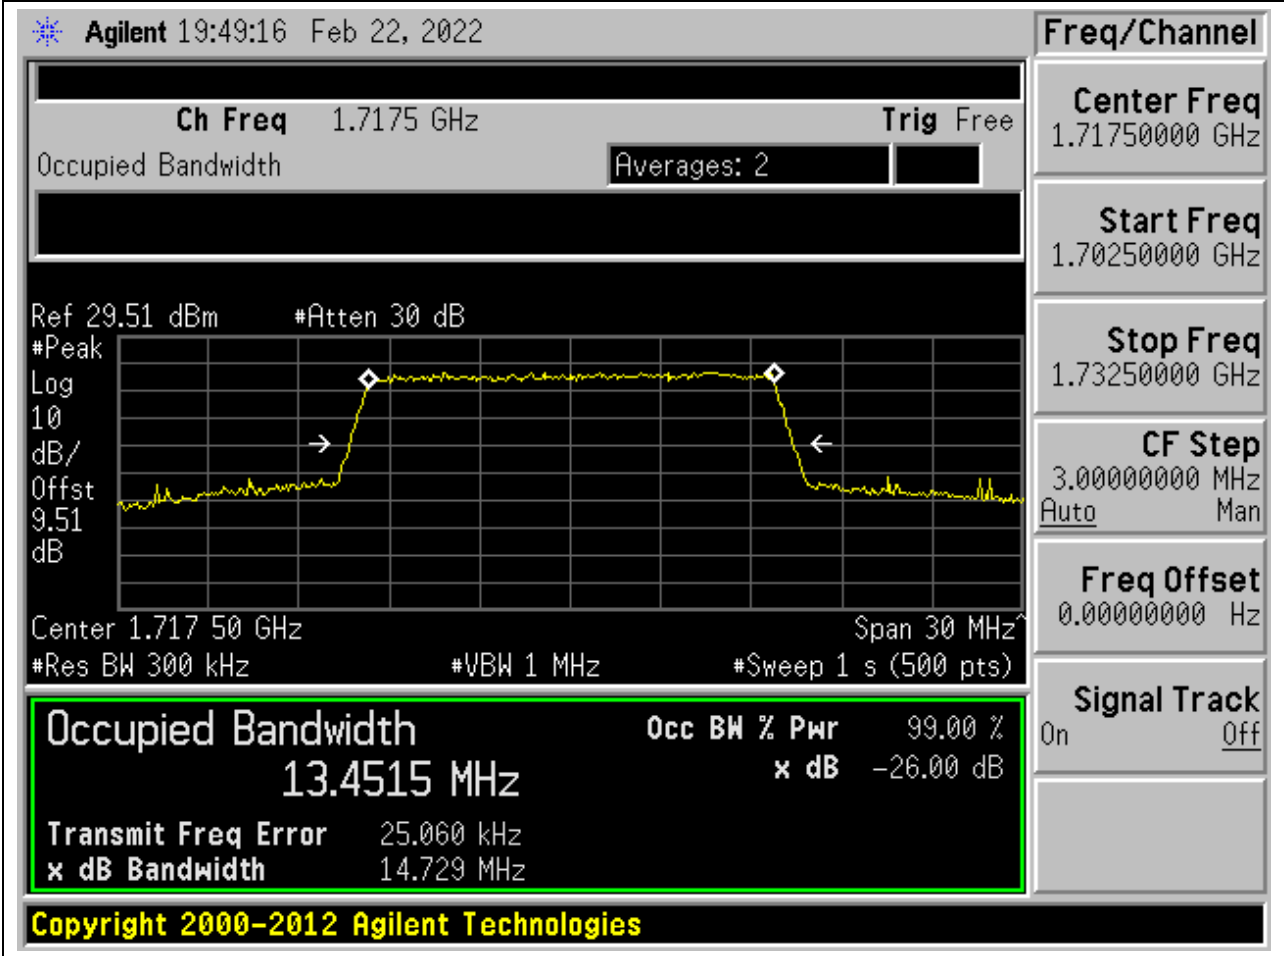 Agilent 19:49:16 Feb 22, 2022
Freq/Channel
Ch Freq 1.7175 GHz Trig Free
Occupied Bandwidth Averages: 2
Center Freq
1.71750000 GHz
Start Freq
1.70250000 GHz
Stop Freq
1.73250000 GHz
CF Step
3.00000000 MHz
Auto Man
Freq Offset
0.00000000 Hz
Signal Track
On Off
Ref 29.51 dBm #Atten 30 dB
#Peak
Log
10
dB/
Offst
9.51
dB
Center 1.717 50 GHz Span 30 MHz^
#Res BW 300 kHz #VBW 1 MHz #Sweep 1 s (500 pts)
Occupied Bandwidth Occ BW % Pwr 99.00 %
13.4515 MHz x dB -26.00 dB
Transmit Freq Error 25.060 kHz
x dB Bandwidth 14.729 MHz
Copyright 2000-2012 Agilent Technologies